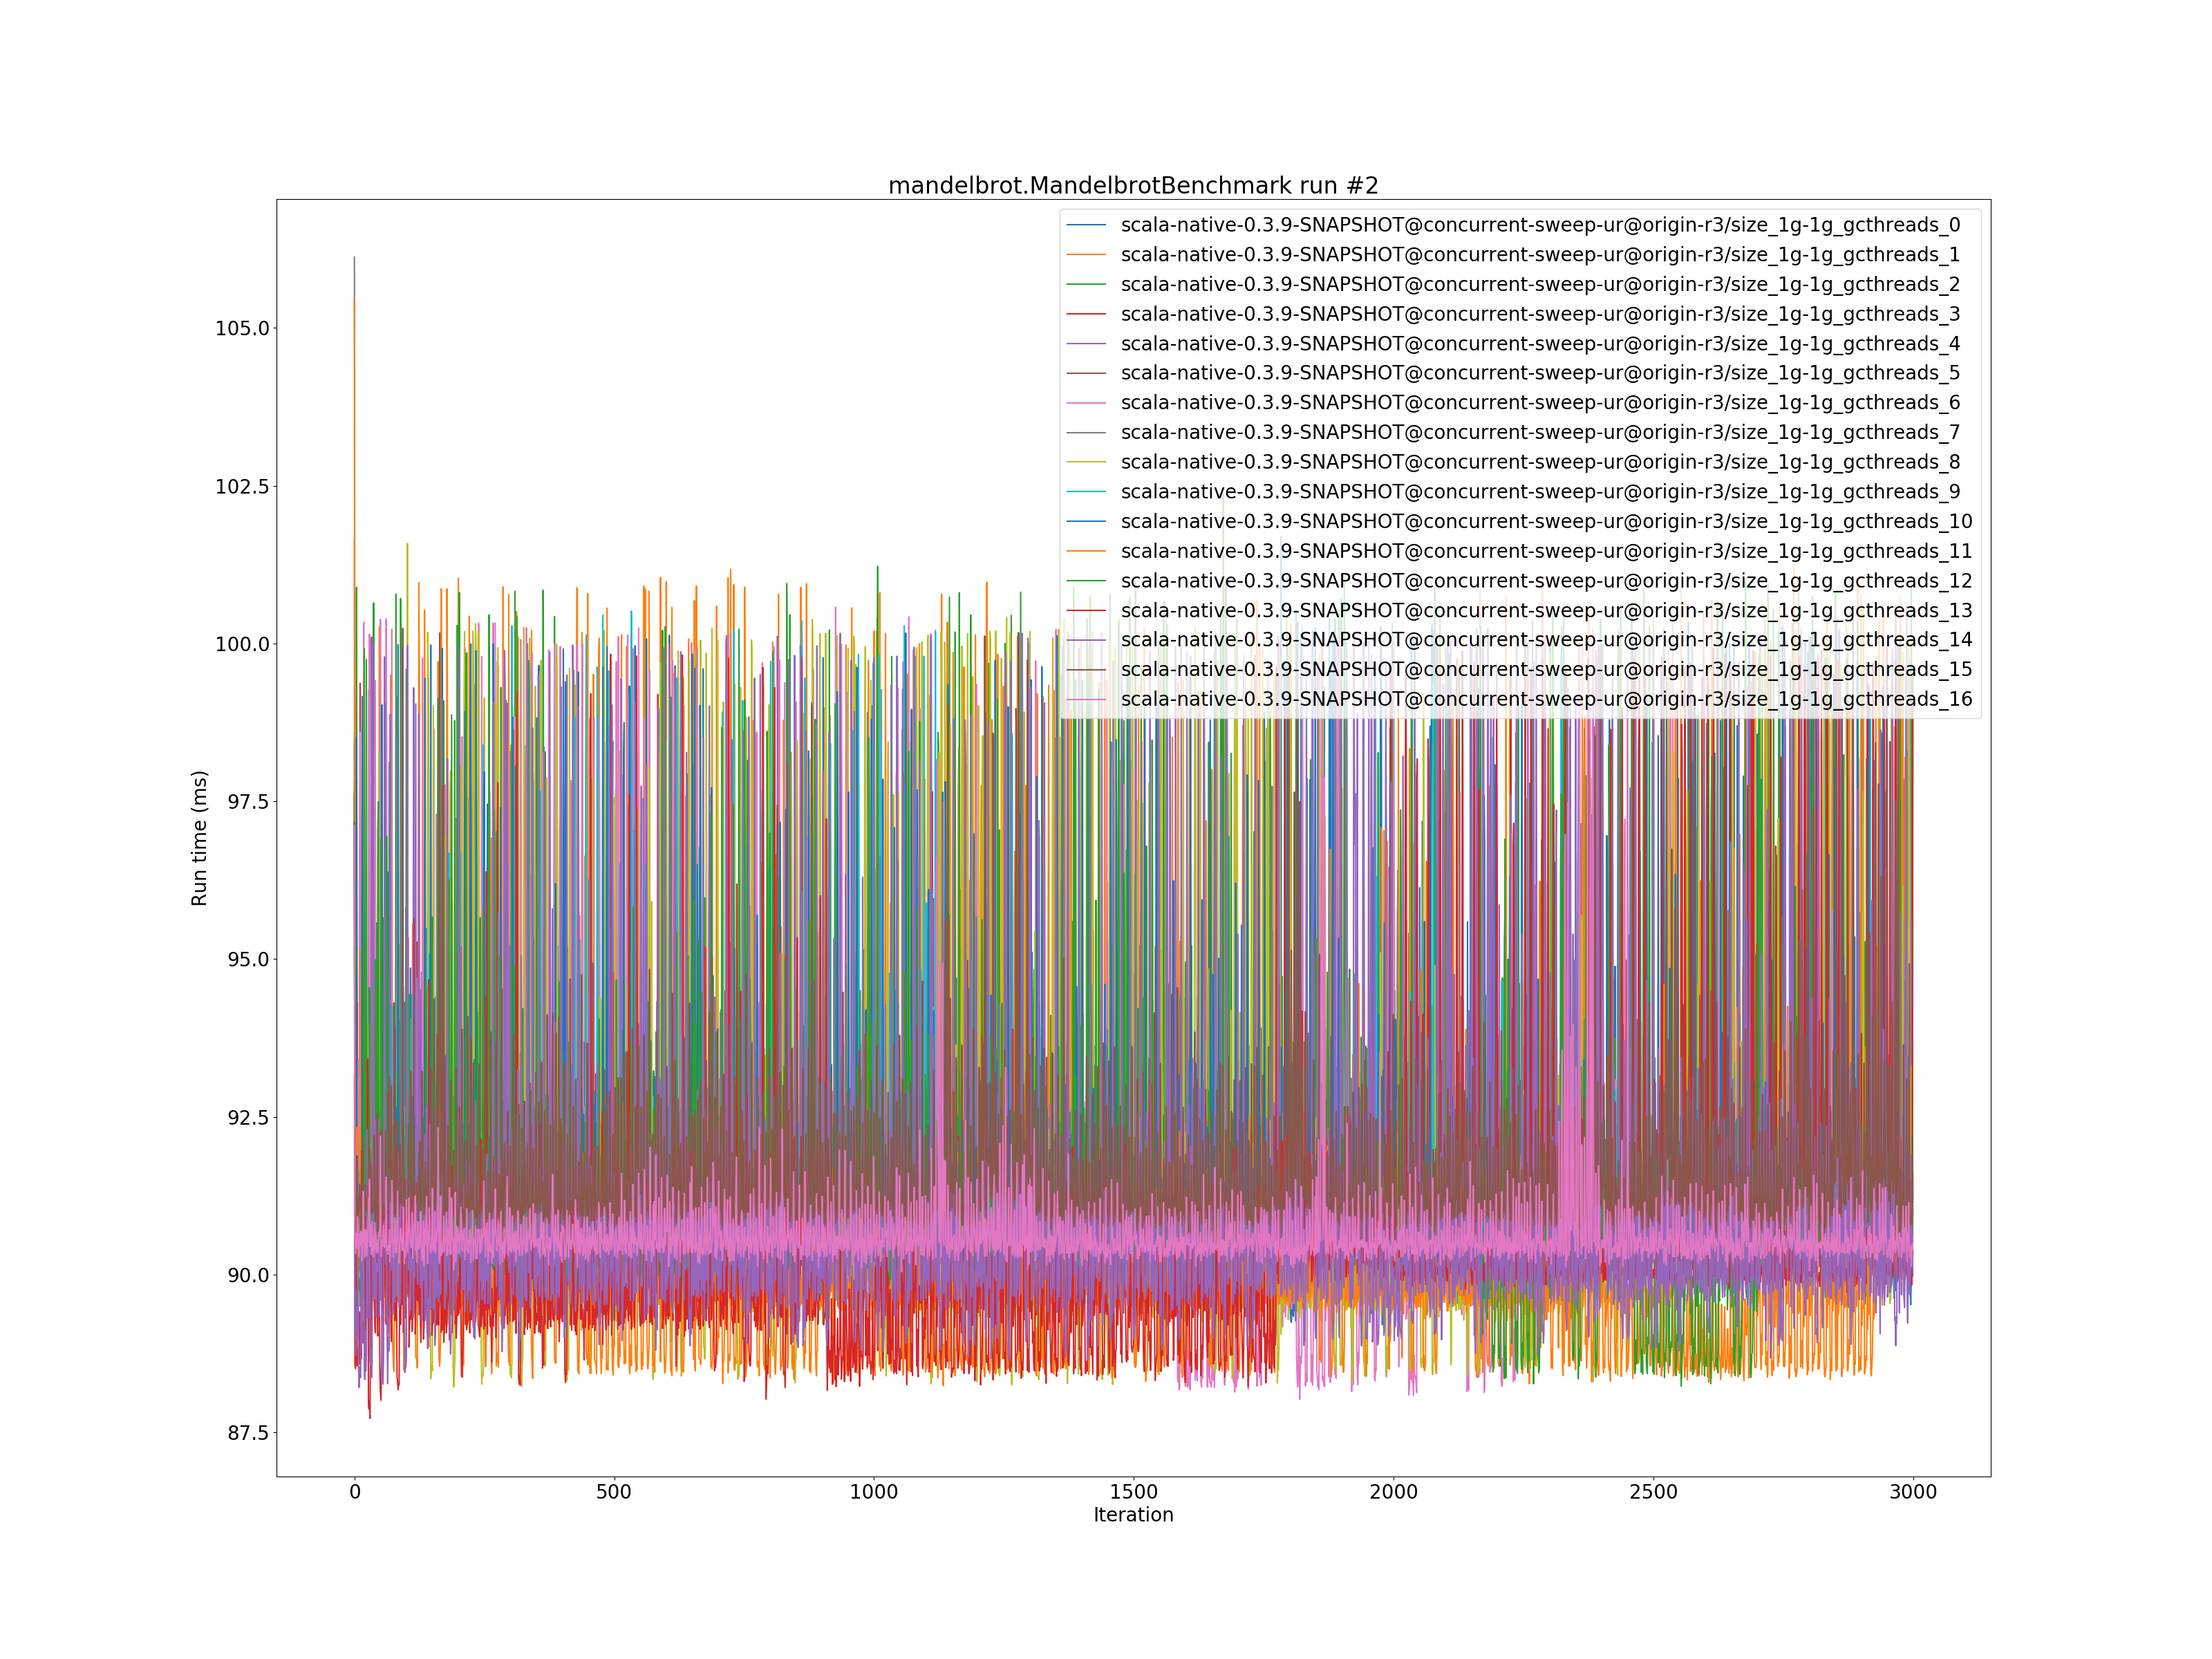 mandelbrot.MandelbrotBenchmark run #2
scala-native-0.3.9-SNAPSHOT@concurrent-sweep-ur@origin-r3/size_1g-1g_gcthreads_0
scala-native-0.3.9-SNAPSHOT@concurrent-sweep-ur@origin-r3/size_1g-1g_gcthreads_1
scala-native-0.3.9-SNAPSHOT@concurrent-sweep-ur@origin-r3/size_1g-1g_gcthreads_2
scala-native-0.3.9-SNAPSHOT@concurrent-sweep-ur@origin-r3/size_1g-1g_gcthreads_3
scala-native-0.3.9-SNAPSHOT@concurrent-sweep-ur@origin-r3/size_1g-1g_gcthreads_4
scala-native-0.3.9-SNAPSHOT@concurrent-sweep-ur@origin-r3/size_1g-1g_gcthreads_5
scala-native-0.3.9-SNAPSHOT@concurrent-sweep-ur@origin-r3/size_1g-1g_gcthreads_6
scala-native-0.3.9-SNAPSHOT@concurrent-sweep-ur@origin-r3/size_1g-1g_gcthreads_7
scala-native-0.3.9-SNAPSHOT@concurrent-sweep-ur@origin-r3/size_1g-1g_gcthreads_8
scala-native-0.3.9-SNAPSHOT@concurrent-sweep-ur@origin-r3/size_1g-1g_gcthreads_9
scala-native-0.3.9-SNAPSHOT@concurrent-sweep-ur@origin-r3/size_1g-1g_gcthreads_10
scala-native-0.3.9-SNAPSHOT@concurrent-sweep-ur@origin-r3/size_1g-1g_gcthreads_11
scala-native-0.3.9-SNAPSHOT@concurrent-sweep-ur@origin-r3/size_1g-1g_gcthreads_12
scala-native-0.3.9-SNAPSHOT@concurrent-sweep-ur@origin-r3/size_1g-1g_gcthreads_13
scala-native-0.3.9-SNAPSHOT@concurrent-sweep-ur@origin-r3/size_1g-1g_gcthreads_14
scala-native-0.3.9-SNAPSHOT@concurrent-sweep-ur@origin-r3/size_1g-1g_gcthreads_15
scala-native-0.3.9-SNAPSHOT@concurrent-sweep-ur@origin-r3/size_1g-1g_gcthreads_16
105.0
102.5
100.0
97.5
95.0
92.5
90.0
87.5
Run time (ms)
0 500 1000 1500 2000 2500 3000
Iteration